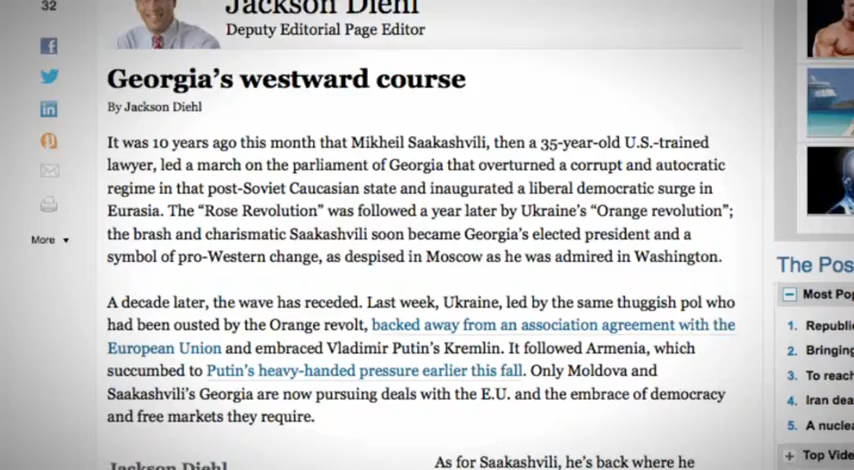 32
Jackson Diehl
Deputy Editorial Page Editor
Georgia's westward course
By Jackson Diehl
It was 10 years ago this month that Mikheil Saakashvili, then a 35-year-old U.S.-trained
lawyer, led a march on the parliament of Georgia that overturned a corrupt and autocratic
regime in that post-Soviet Caucasian state and inaugurated a liberal democratic surge in
Eurasia. The “Rose Revolution” was followed a year later by Ukraine's “Orange revolution”;
the brash and charismatic Saakashvili soon became Georgia's elected president and a
symbol of pro-Western change, as despised in Moscow as he was admired in Washington.
More
A decade later, the wave has receded. Last week, Ukraine, led by the same thuggish pol who
had been ousted by the Orange revolt, backed away from an association agreement with the
European Union and embraced Vladimir Putin's Kremlin. It followed Armenia, which
succumbed to Putin's heavy-handed pressure earlier this fall. Only Moldova and
Saakashvili's Georgia are now pursuing deals with the E.U. and the embrace of democracy
and free markets they require.
Jackson Diehl
As for Saakashvili, he's back where he
The Pos
Most Pop
1. Republi
2. Bringing
3. To reach
4. Iran dea
5. A nuclea
Top Vide